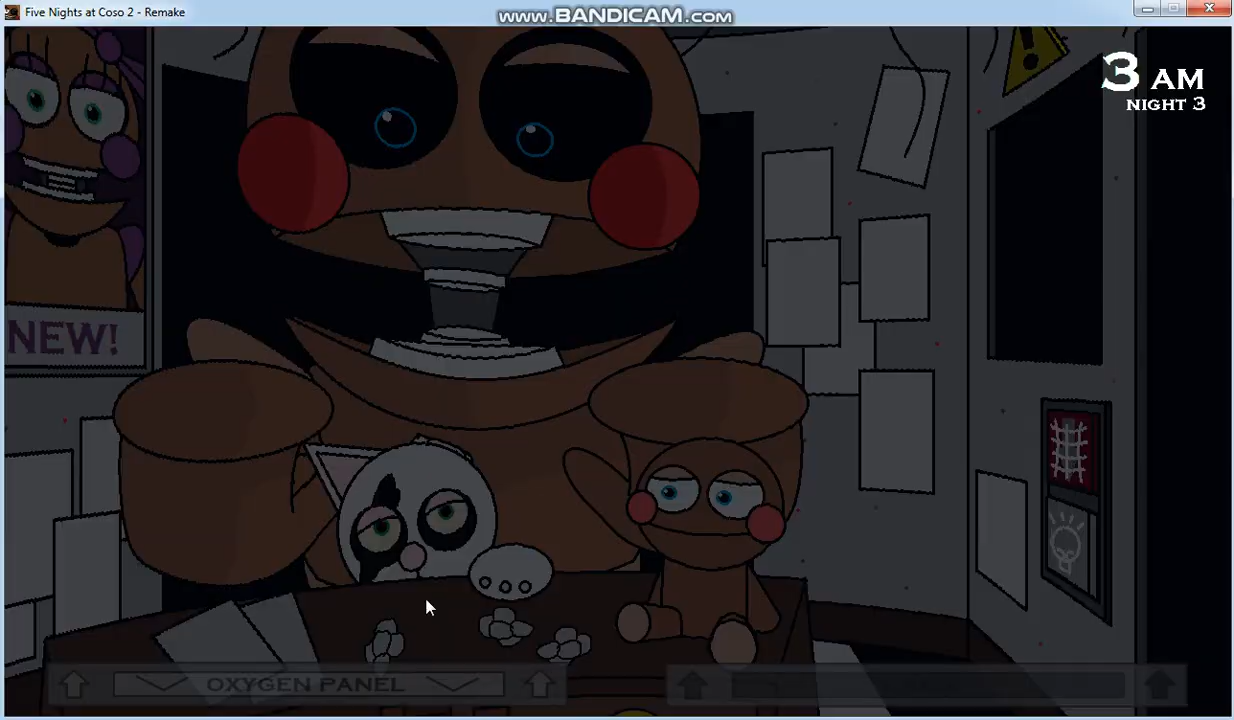 Five Nights at Coso 2 - Remake
www.BANDICAM.com
3 AM
NIGHT 3
NEW!
OXYGEN PANEL